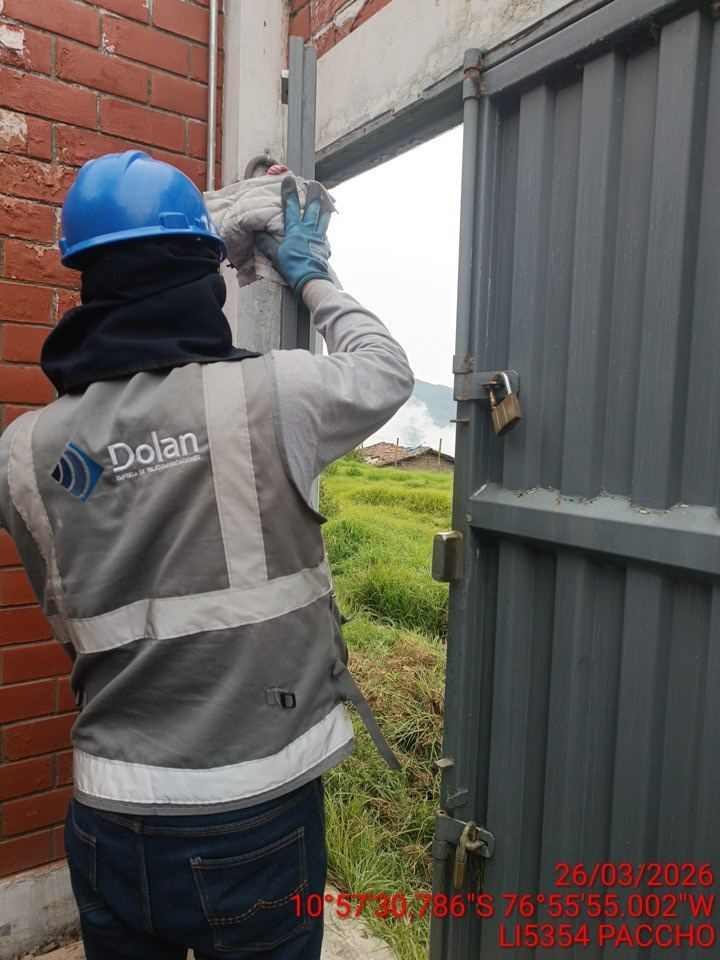 Dolan
EMPRESA DE TELECOMUNICACIONES
26/03/2026
10°57'30.786"S 76°55'55.002"W
LI5354 PACCHO